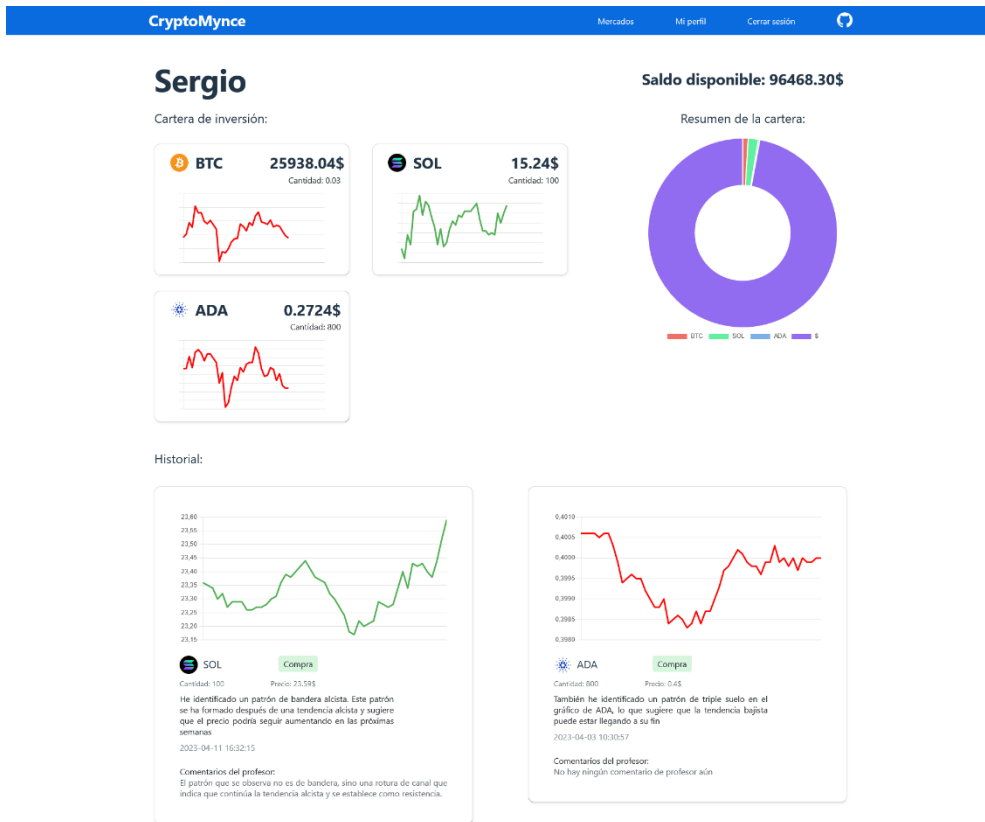 CryptoMynce
Mercados
Mi perfil
Cerrar sesión
Sergio
Saldo disponible: 96468.30$
Cartera de inversión:
Resumen de la cartera:
BTC
25938.04$
Cantidad: 0.03
SOL
15.24$
Cantidad: 100
ADA
0.2724$
Cantidad: 800
BTC
SOL
ADA
$
Historial:
23,60
23,55
23,50
23,45
23,40
23,35
23,30
23,25
23,20
23,15
SOL
Compra
Cantidad: 100
Precio: 23.59$
He identificado un patrón de bandera alcista. Este patrón
se ha formado después de una tendencia alcista y sugiere
que el precio podría seguir aumentando en las próximas
semanas
2023-04-11 16:32:15
Comentarios del profesor:
El patrón que se observa no es de bandera, sino una rotura de canal que
indica que continúa la tendencia alcista y se establece como resistencia.
0,4010
0,4005
0,4000
0,3995
0,3990
0,3985
0,3980
ADA
Compra
Cantidad: 800
Precio: 0.4$
También he identificado un patrón de triple suelo en el
gráfico de ADA, lo que sugiere que la tendencia bajista
puede estar llegando a su fin
2023-04-03 10:30:57
Comentarios del profesor:
No hay ningún comentario de profesor aún